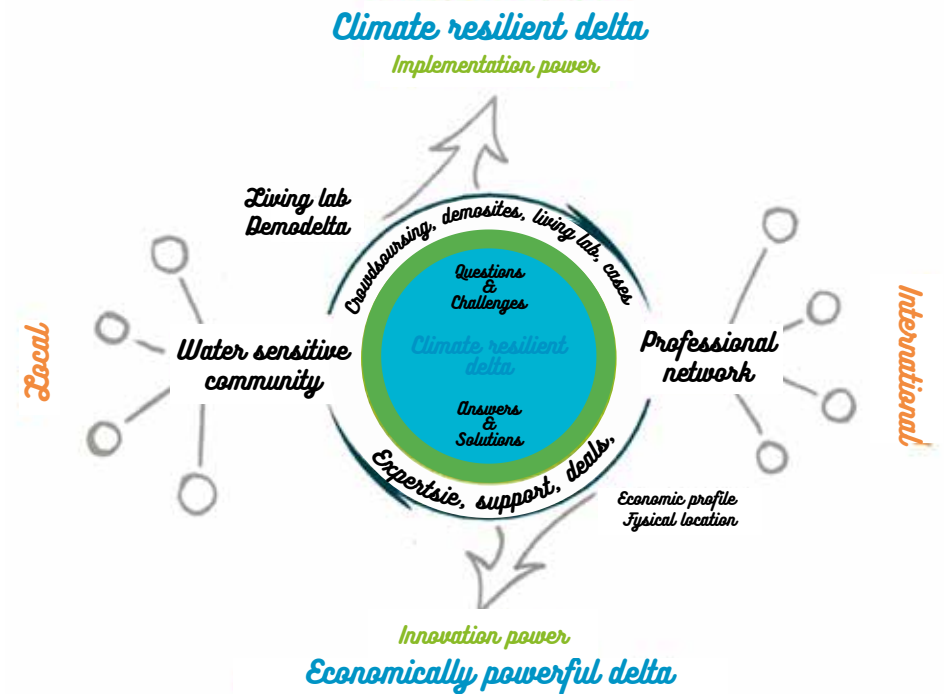 Climate resilient delta
Implementation power
Living lab
Demodelta
Crowdsoursing, demosites, living lab, cases
Questions
&
Challenges
Local
Water sensitive
community
Climate resilient
delta
Professional
network
International
Answers
&
Solutions
Expertsie, support, deals,
Economic profile
Fysical location
Innovation power
Economically powerful delta